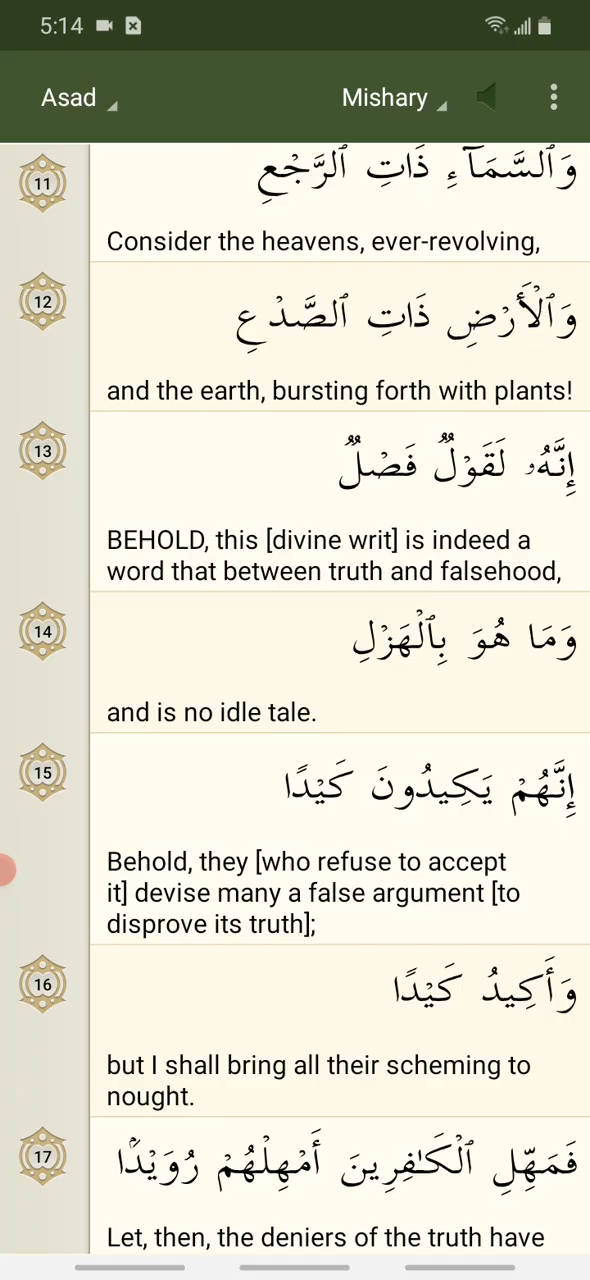 5:14
Asad
Mishary
11
وَٱلسَّمَآءِ ذَاتِ ٱلرَّجْعِ
Consider the heavens, ever-revolving,
12
وَٱلْأَرْضِ ذَاتِ ٱلصَّدْعِ
and the earth, bursting forth with plants!
13
إِنَّهُۥ لَقَوْلٌ فَصْلٌ
BEHOLD, this [divine writ] is indeed a
word that between truth and falsehood,
14
وَمَا هُوَ بِٱلْهَزْلِ
and is no idle tale.
15
إِنَّهُمْ يَكِيدُونَ كَيْدًا
Behold, they [who refuse to accept
it] devise many a false argument [to
disprove its truth];
16
وَأَكِيدُ كَيْدًا
but I shall bring all their scheming to
nought.
17
فَمَهِّلِ ٱلْكَـٰفِرِينَ أَمْهِلْهُمْ رُوَيْدًۢا
Let, then, the deniers of the truth have